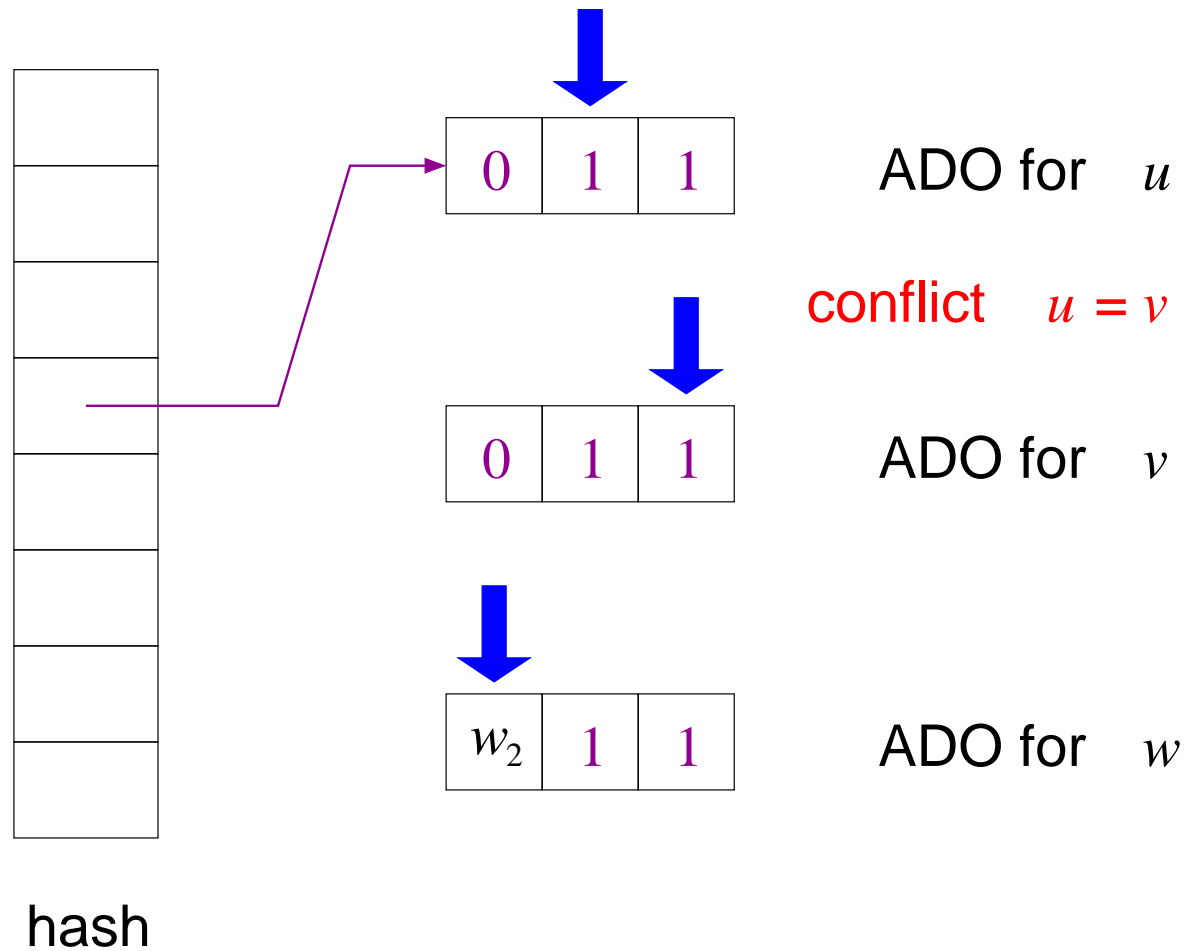 0 1 1 ADO for u
conflict u = v
0 1 1 ADO for v
w₂ 1 1 ADO for w
hash